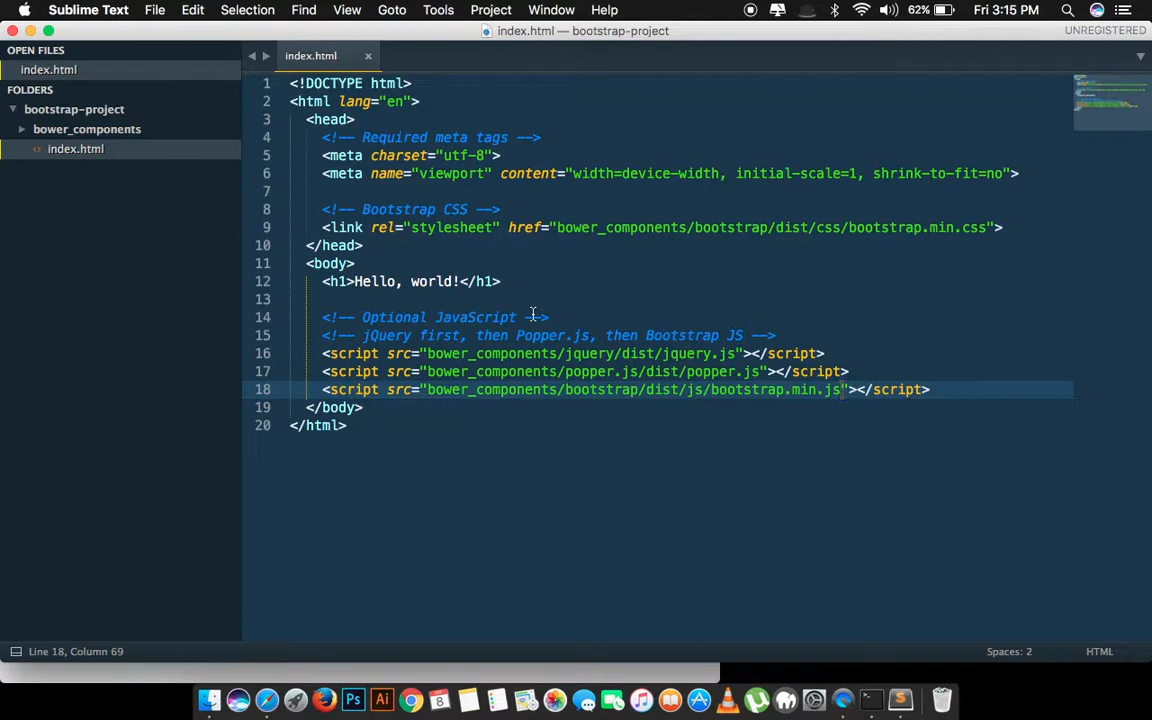 Sublime Text File Edit Selection Find View Goto Tools Project Window Help 62% Fri 3:15 PM
index.html — bootstrap-project UNREGISTERED
OPEN FILES
index.html
FOLDERS
bootstrap-project
bower_components
index.html
index.html
1 <!DOCTYPE html>
2 <html lang="en">
3 <head>
4 <!-- Required meta tags -->
5 <meta charset="utf-8">
6 <meta name="viewport" content="width=device-width, initial-scale=1, shrink-to-fit=no">
7
8 <!-- Bootstrap CSS -->
9 <link rel="stylesheet" href="bower_components/bootstrap/dist/css/bootstrap.min.css">
10 </head>
11 <body>
12 <h1>Hello, world!</h1>
13
14 <!-- Optional JavaScript -->
15 <!-- jQuery first, then Popper.js, then Bootstrap JS -->
16 <script src="bower_components/jquery/dist/jquery.js"></script>
17 <script src="bower_components/popper.js/dist/popper.js"></script>
18 <script src="bower_components/bootstrap/dist/js/bootstrap.min.js"></script>
19 </body>
20 </html>
Line 18, Column 69 Spaces: 2 HTML
Ps Ai 8